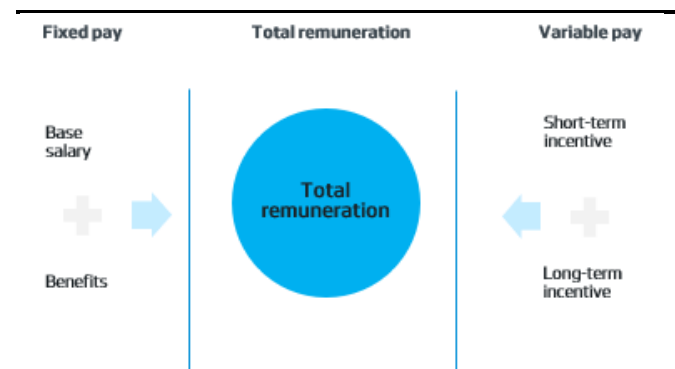 Fixed pay
Total remuneration
Variable pay
Base
salary
Benefits
Total
remuneration
Short-term
incentive
Long-term
incentive